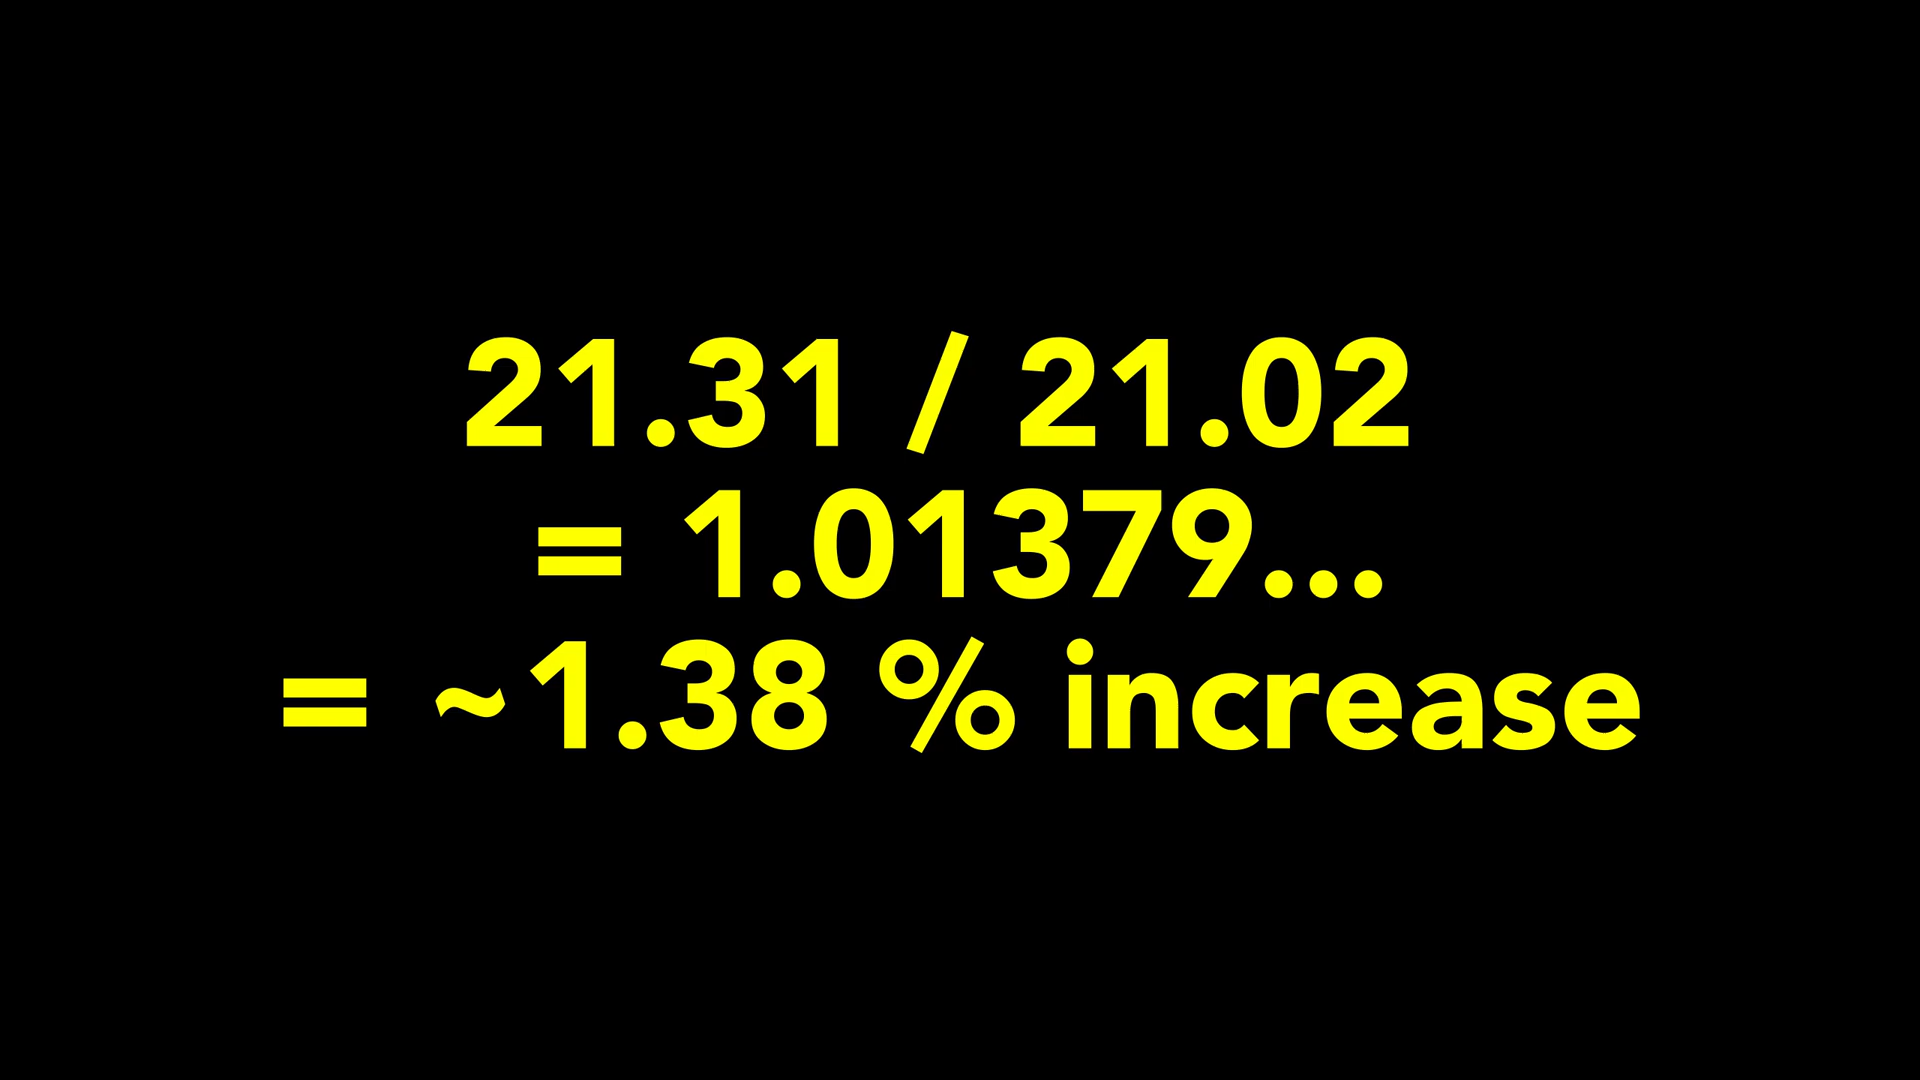 21.31 / 21.02
= 1.01379...
= ~1.38 % increase